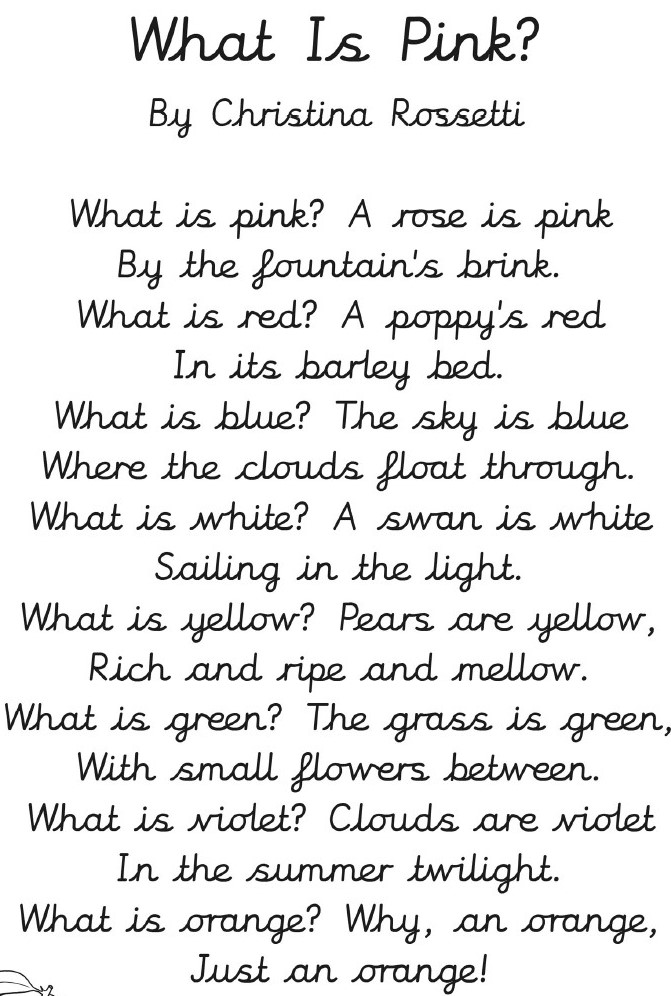 What Is Pink?
By Christina Rossetti
What is pink? A rose is pink
By the fountain's brink.
What is red? A poppy's red
In its barley bed.
What is blue? The sky is blue
Where the clouds float through.
What is white? A swan is white
Sailing in the light.
What is yellow? Pears are yellow,
Rich and ripe and mellow.
What is green? The grass is green,
With small flowers between.
What is violet? Clouds are violet
In the summer twilight.
What is orange? Why, an orange,
Just an orange!